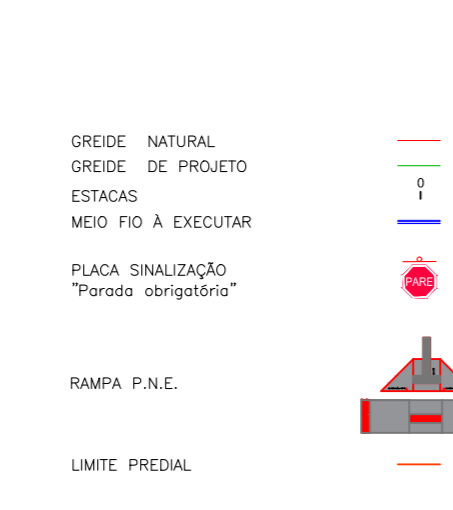 GREIDE NATURAL
GREIDE DE PROJETO
ESTACAS 0
MEIO FIO À EXECUTAR
PLACA SINALIZAÇÃO
"Parada obrigatória" PARE
RAMPA P.N.E.
LIMITE PREDIAL